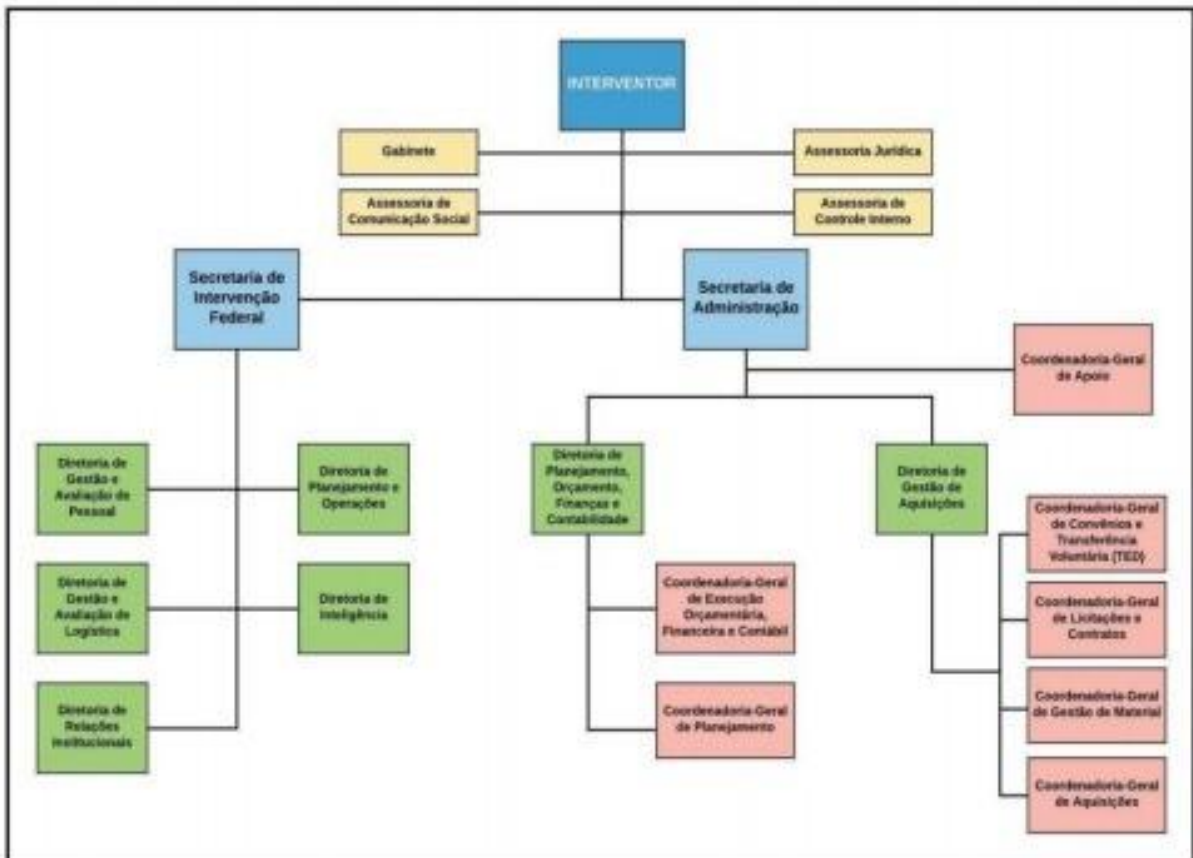 INTERVENTOR
Gabinete
Assessoria Jurídica
Assessoria de
Comunicação Social
Assessoria de
Controle Interno
Secretaria de
Intervenção
Federal
Secretaria de
Administração
Coordenadoria-Geral
de Apoio
Diretoria de
Gestão e
Avaliação de
Pessoal
Diretoria de
Planejamento e
Operações
Diretoria de
Planejamento,
Orçamento,
Finanças e
Contabilidade
Diretoria de
Gestão de
Aquisições
Coordenadoria-Geral
de Convênios e
Transferência
Voluntária (TED)
Diretoria de
Gestão e
Avaliação de
Logística
Diretoria de
Inteligência
Coordenadoria-Geral
de Execução
Orçamentária,
Financeira e Contábil
Coordenadoria-Geral
de Licitações e
Contratos
Diretoria de
Relações
Institucionais
Coordenadoria-Geral
de Planejamento
Coordenadoria-Geral
de Gestão de Material
Coordenadoria-Geral
de Aquisições